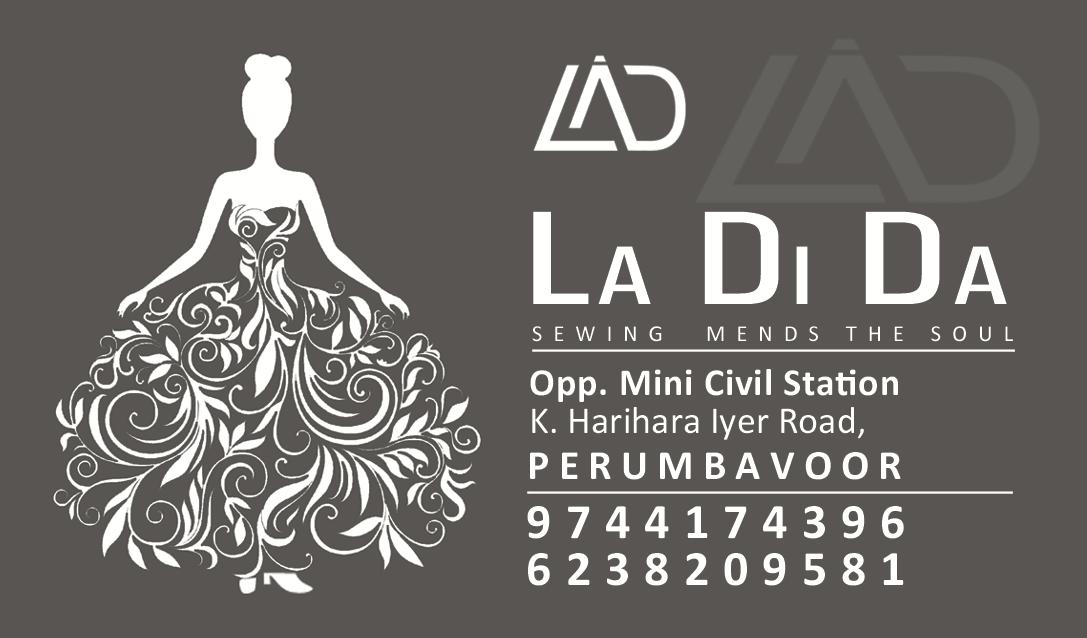 LAD
LA DI DA
SEWING MENDS THE SOUL
Opp. Mini Civil Station
K. Harihara Iyer Road,
PERUMBAVOOR
9744174396
6238209581